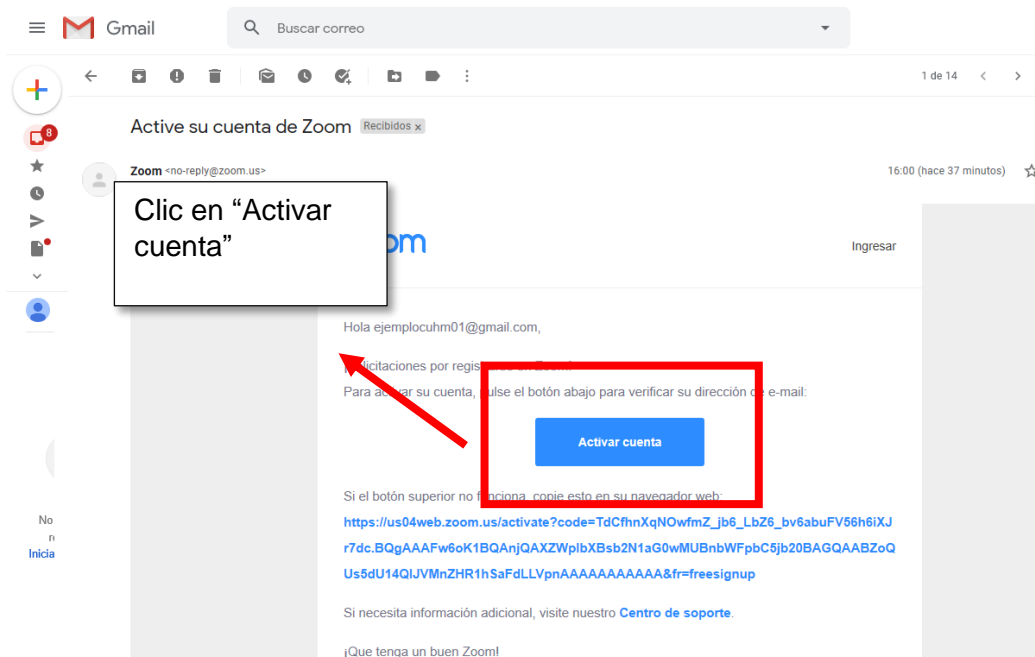 Gmail
Buscar correo
1 de 14
Active su cuenta de Zoom Recibidos x
8
Zoom <no-reply@zoom.us>
16:00 (hace 37 minutos)
Clic en “Activar
cuenta”
Ingresar
Hola ejemplocuhm01@gmail.com,
por
Para su cuenta, pulse el botón abajo para verificar su dirección de e-mail:
Activar cuenta
Si el botón superior no funciona, copie esto en su navegador web:
https://us04web.zoom.us/activate?code=TdCfhnXqNOwfmZ_jb6_LbZ6_bv6abuFV56h6iXJ
r7dc.BQgAAAFw6oK1BQAnjQAXZWplbXBsb2N1aG0wMUBnbWFpbC5jb20BAGQAABZoQ
Us5dU14QlJVMnZHR1hSaFdLLVpnAAAAAAAAAAA&fr=freesignup
No
Inicia
Si necesita información adicional, visite nuestro Centro de soporte.
¡Que tenga un buen Zoom!